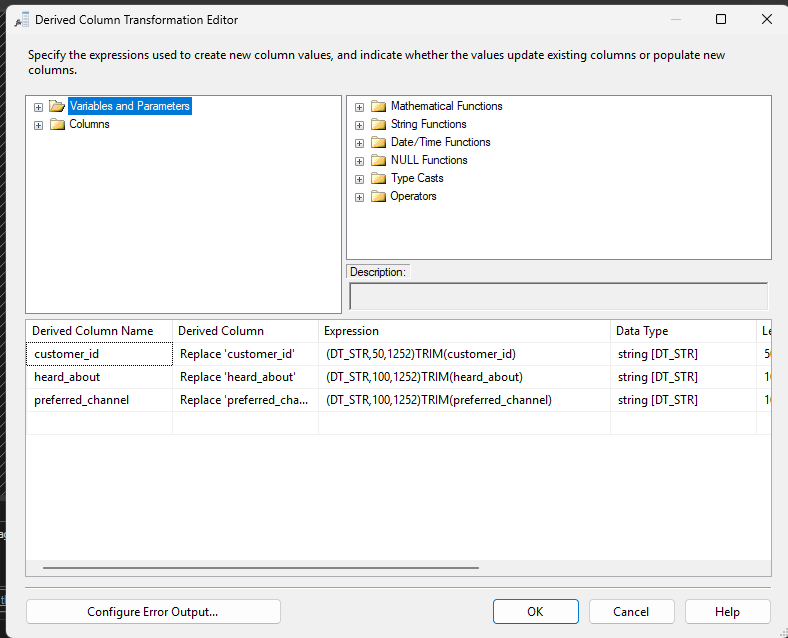 Derived Column Transformation Editor
Specify the expressions used to create new column values, and indicate whether the values update existing columns or populate new
columns.
Variables and Parameters
Columns
Mathematical Functions
String Functions
Date/Time Functions
NULL Functions
Type Casts
Operators
Description:
Derived Column Name Derived Column Expression Data Type
customer_id Replace 'customer_id' (DT_STR,50,1252)TRIM(customer_id) string [DT_STR]
heard_about Replace 'heard_about' (DT_STR,100,1252)TRIM(heard_about) string [DT_STR]
preferred_channel Replace 'preferred_cha... (DT_STR,100,1252)TRIM(preferred_channel) string [DT_STR]
Configure Error Output... OK Cancel Help